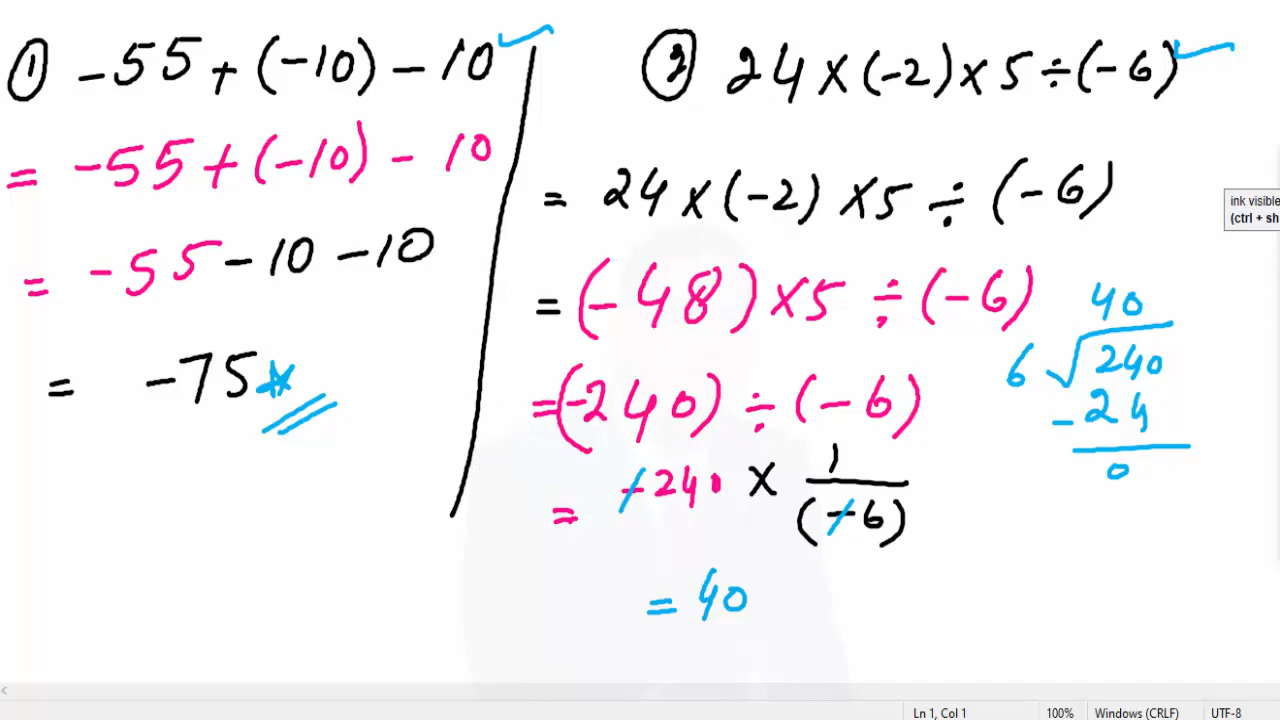 ① -55 + (-10) - 10
= -55 + (-10) - 10
= -55 - 10 - 10
= -75
② 24 × (-2) × 5 ÷ (-6)
= 24 × (-2) × 5 ÷ (-6)
= (-48) × 5 ÷ (-6)
= (-240) ÷ (-6)
= -240 × 1/(-6)
= 40
40
6 √240
-24
0
ink visible
(ctrl + sh
Ln 1, Col 1 100% Windows (CRLF) UTF-8